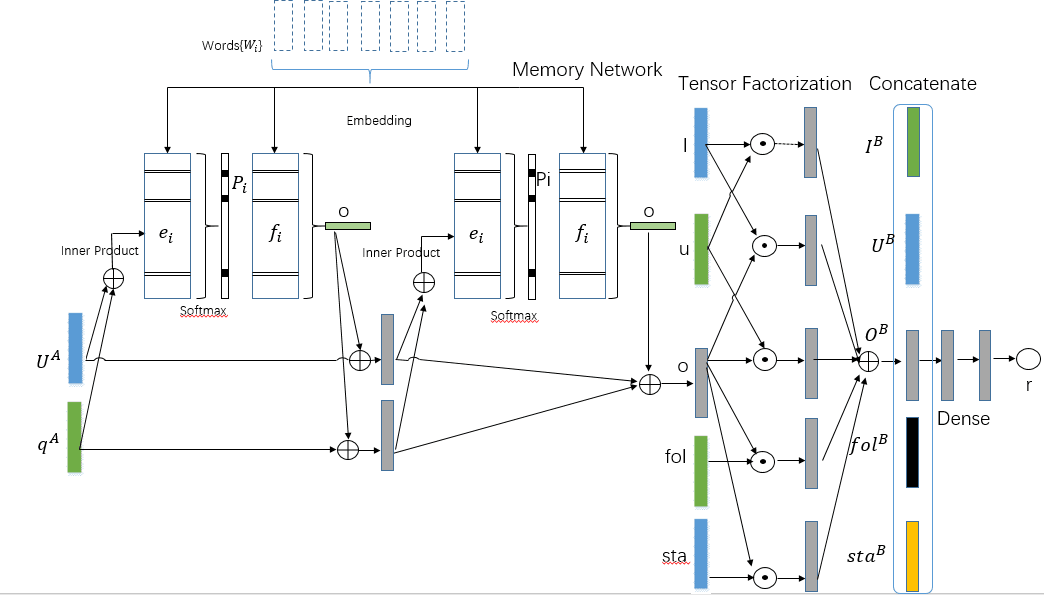 Words{Wᵢ}
Memory Network
Tensor Factorization
Concatenate
Embedding
Pᵢ
Pi
I
Iᴮ
eᵢ
fᵢ
O
eᵢ
fᵢ
O
Inner Product
Inner Product
u
Uᴮ
Softmax
Softmax
Uᴬ
o
Oᴮ
r
qᴬ
Dense
fol
folᴮ
sta
staᴮ